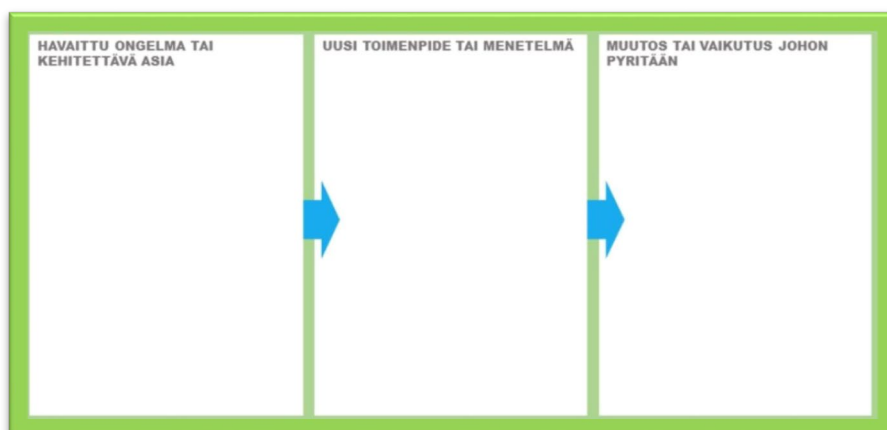 HAVAITTU ONGELMA TAI
KEHITETTÄVÄ ASIA
UUSI TOIMENPIDE TAI MENETELMÄ
MUUTOS TAI VAIKUTUS JOHON
PYRITÄÄN